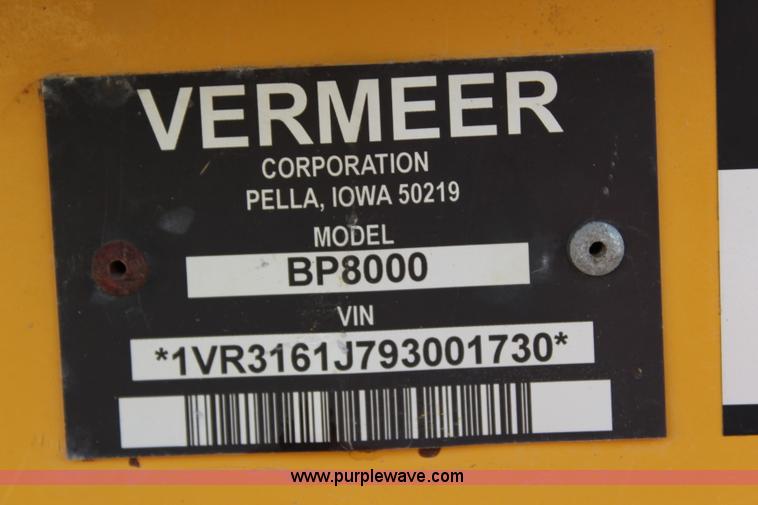 VERMEER
CORPORATION
PELLA, IOWA 50219
MODEL
BP8000
VIN
*1VR3161J793001730*
www.purplewave.com